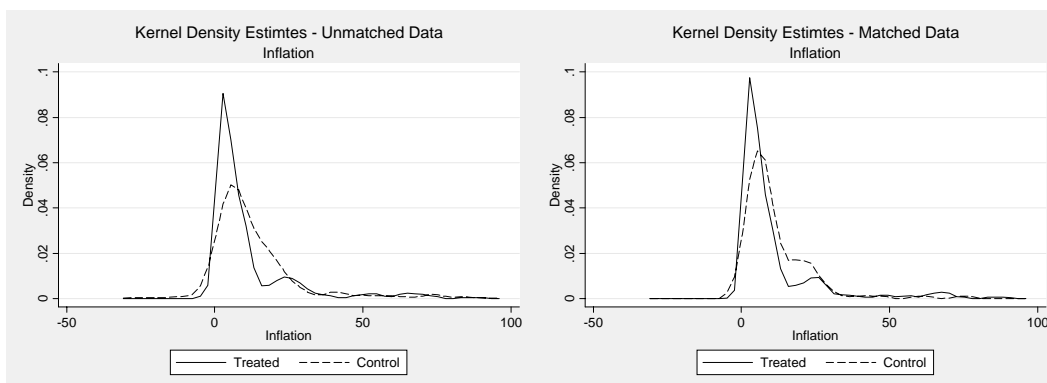 Kernel Density Estimtes - Unmatched Data
Inflation
.1
.08
.06
.04
.02
0
Density
-50
0
50
100
Inflation
Treated
Control
Kernel Density Estimtes - Matched Data
Inflation
.1
.08
.06
.04
.02
0
Density
-50
0
50
100
Inflation
Treated
Control